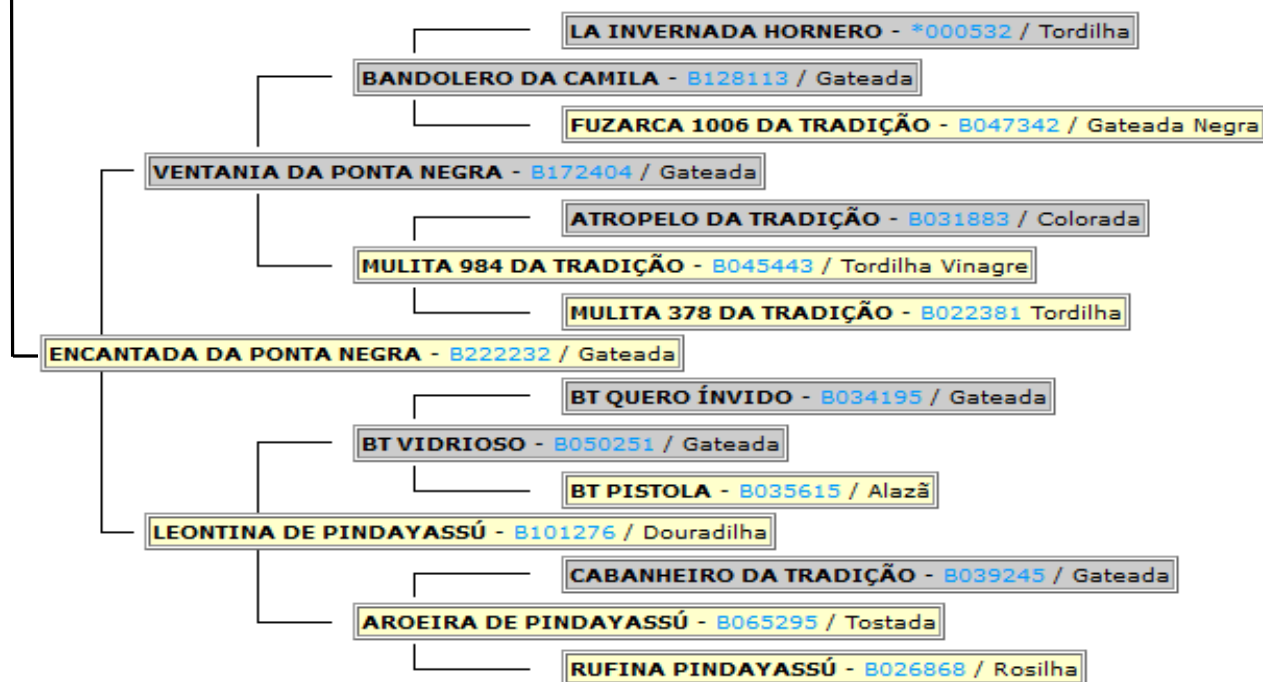 LA INVERNADA HORNERO - *000532 / Tordilha
BANDOLERO DA CAMILA - B128113 / Gateada
FUZARCA 1006 DA TRADIÇÃO - B047342 / Gateada Negra
VENTANIA DA PONTA NEGRA - B172404 / Gateada
ATROPELO DA TRADIÇÃO - B031883 / Colorada
MULITA 984 DA TRADIÇÃO - B045443 / Tordilha Vinagre
MULITA 378 DA TRADIÇÃO - B022381 Tordilha
ENCANTADA DA PONTA NEGRA - B222232 / Gateada
BT QUERO ÍNVIDO - B034195 / Gateada
BT VIDRIOSO - B050251 / Gateada
BT PISTOLA - B035615 / Alazã
LEONTINA DE PINDAYASSÚ - B101276 / Douradilha
CABANHEIRO DA TRADIÇÃO - B039245 / Gateada
AROEIRA DE PINDAYASSÚ - B065295 / Tostada
RUFINA PINDAYASSÚ - B026868 / Rosilha